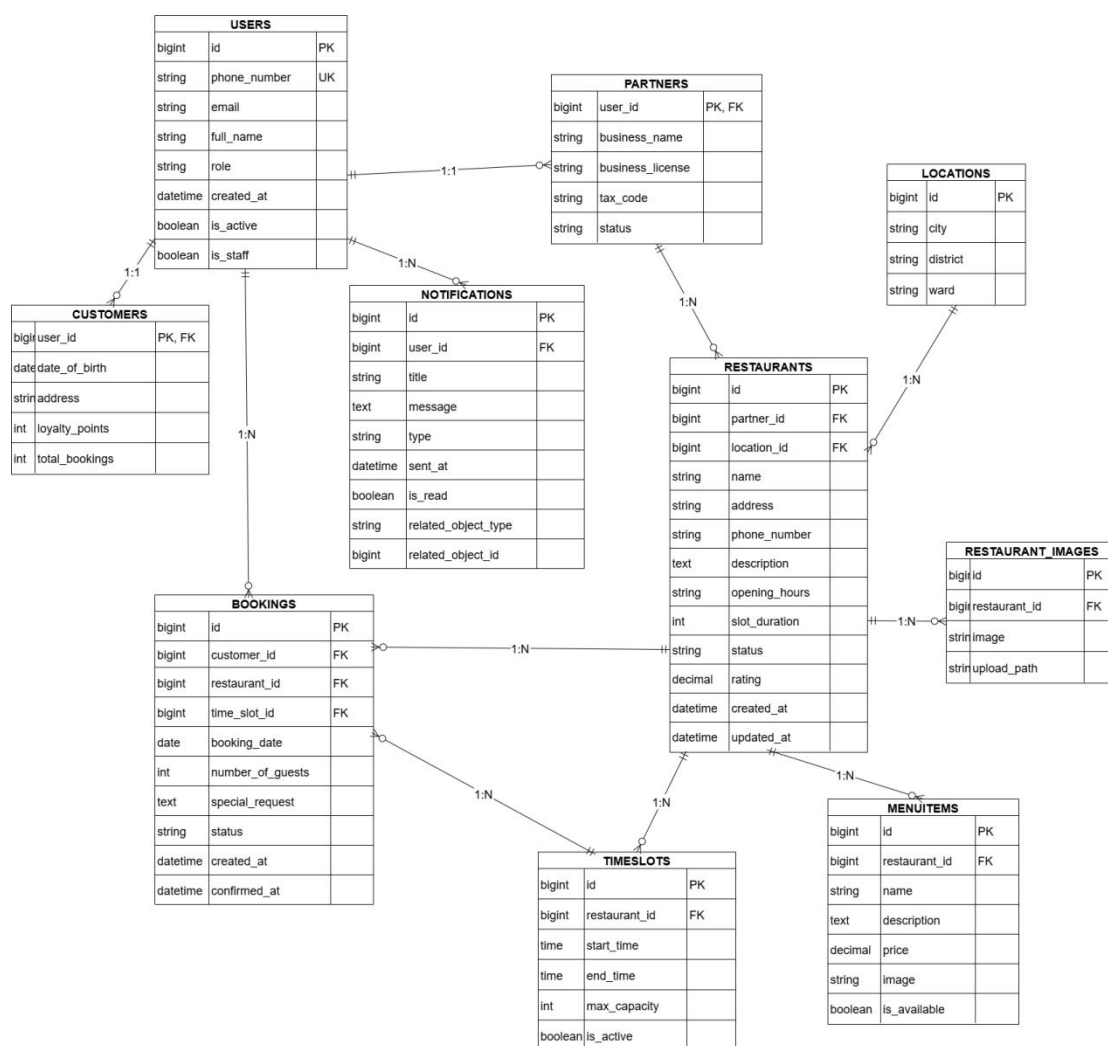 USERS
bigint id PK
string phone_number UK
string email
string full_name
string role
datetime created_at
boolean is_active
boolean is_staff
PARTNERS
bigint user_id PK, FK
string business_name
string business_license
string tax_code
string status
LOCATIONS
bigint id PK
string city
string district
ward
string
1:1
1:1
1:N
1:N
1:N
1:N
CUSTOMERS
bigin user_id PK, FK
date date_of_birth
strin address
int loyalty_points
int total_bookings
NOTIFICATIONS
bigint id PK
bigint user_id FK
string title
text message
string type
datetime sent_at
boolean is_read
string related_object_type
bigint related_object_id
RESTAURANTS
bigint id PK
bigint partner_id FK
bigint location_id FK
string name
string address
string phone_number
text description
string opening_hours
int slot_duration
string status
decimal rating
datetime created_at
datetime updated_at
RESTAURANT_IMAGES
bigin id PK
bigin restaurant_id FK
strin image
strin upload_path
1:N
1:N
1:N
1:N
1:N
BOOKINGS
bigint id PK
bigint customer_id FK
bigint restaurant_id FK
bigint time_slot_id FK
date booking_date
int number_of_guests
text special_request
string status
datetime created_at
datetime confirmed_at
TIMESLOTS
bigint id PK
bigint restaurant_id FK
time start_time
time end_time
int max_capacity
boolean is_active
MENUITEMS
bigint id PK
bigint restaurant_id FK
string name
text description
decimal price
string image
boolean is_available